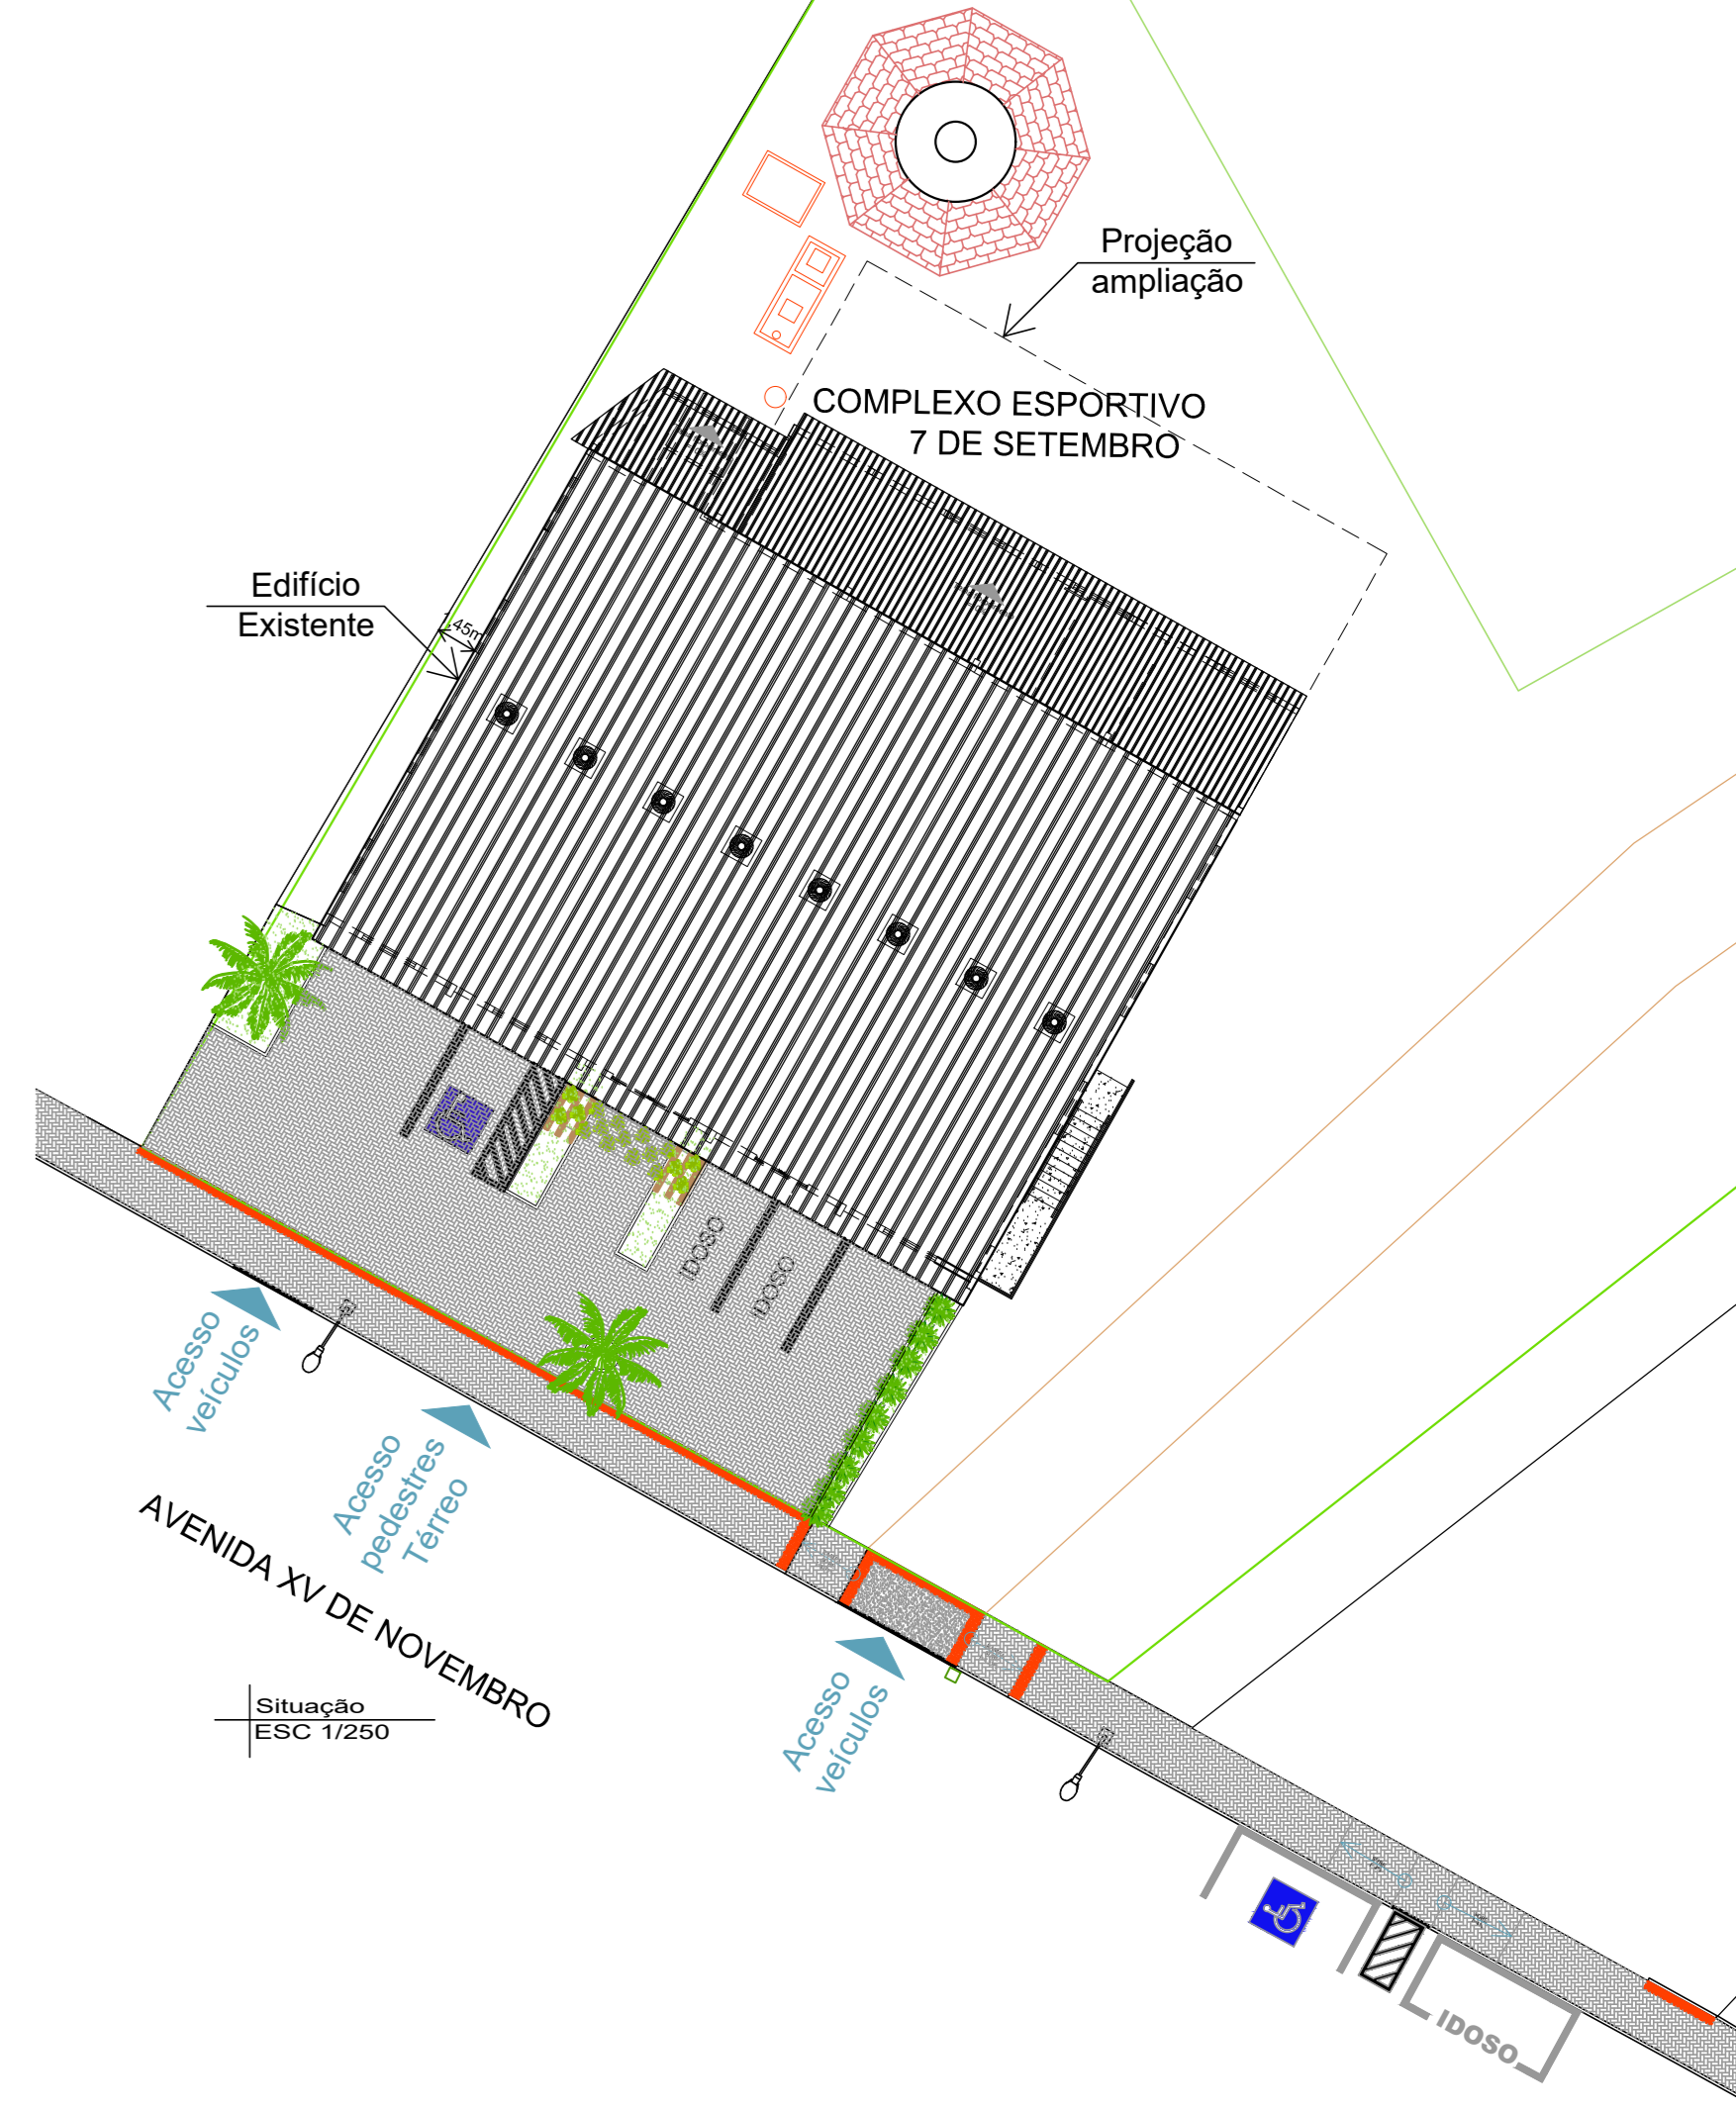 Projeção
ampliação
COMPLEXO ESPORTIVO
7 DE SETEMBRO
Edifício
Existente
IDOSO
IDOSO
Acesso
veículos
Acesso
pedestres
Térreo
AVENIDA XV DE NOVEMBRO
Situação
ESC 1/250
Acesso
veículos
IDOSO